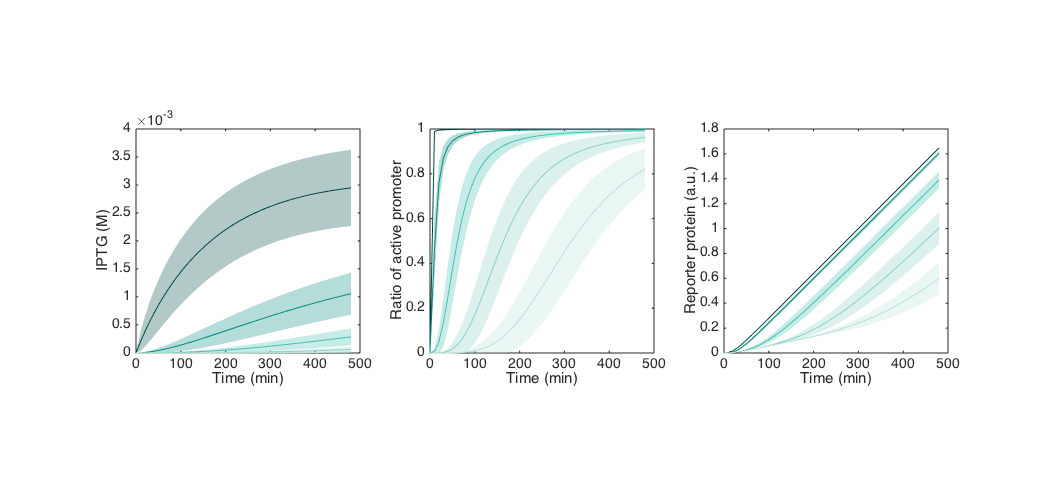 ×10⁻³
4
3.5
3
2.5
2
1.5
1
0.5
0
IPTG (M)
0 100 200 300 400 500
Time (min)
1
0.8
0.6
0.4
0.2
0
Ratio of active promoter
0 100 200 300 400 500
Time (min)
1.8
1.6
1.4
1.2
1
0.8
0.6
0.4
0.2
0
Reporter protein (a.u.)
0 100 200 300 400 500
Time (min)